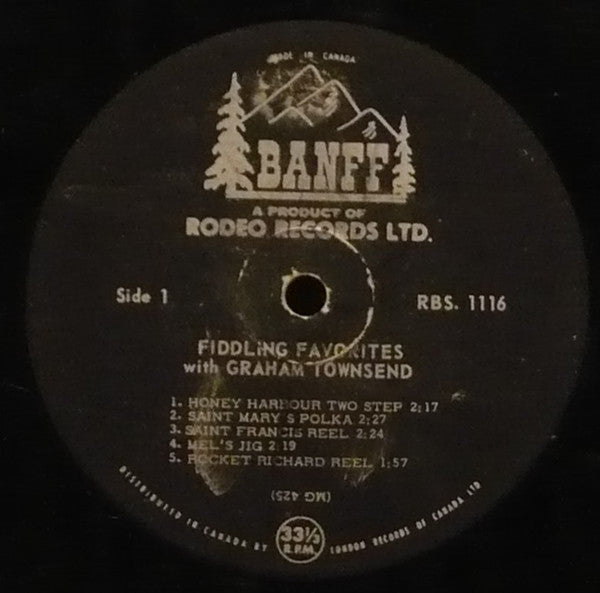 MADE IN CANADA
BANFF
A PRODUCT OF
RODEO RECORDS LTD.
Side 1
RBS. 1116
FIDDLING FAVORITES
with GRAHAM TOWNSEND
1. HONEY HARBOUR TWO STEP 2:17
2. SAINT MARY S POLKA 2:27
3. SAINT FRANCIS REEL 2:24
4. MEL'S JIG 2:19
5. ROCKET RICHARD REEL 1:57
(MG 425)
33⅓
R.P.M.
DISTRIBUTED IN CANADA BY LONDON RECORDS OF CANADA LTD